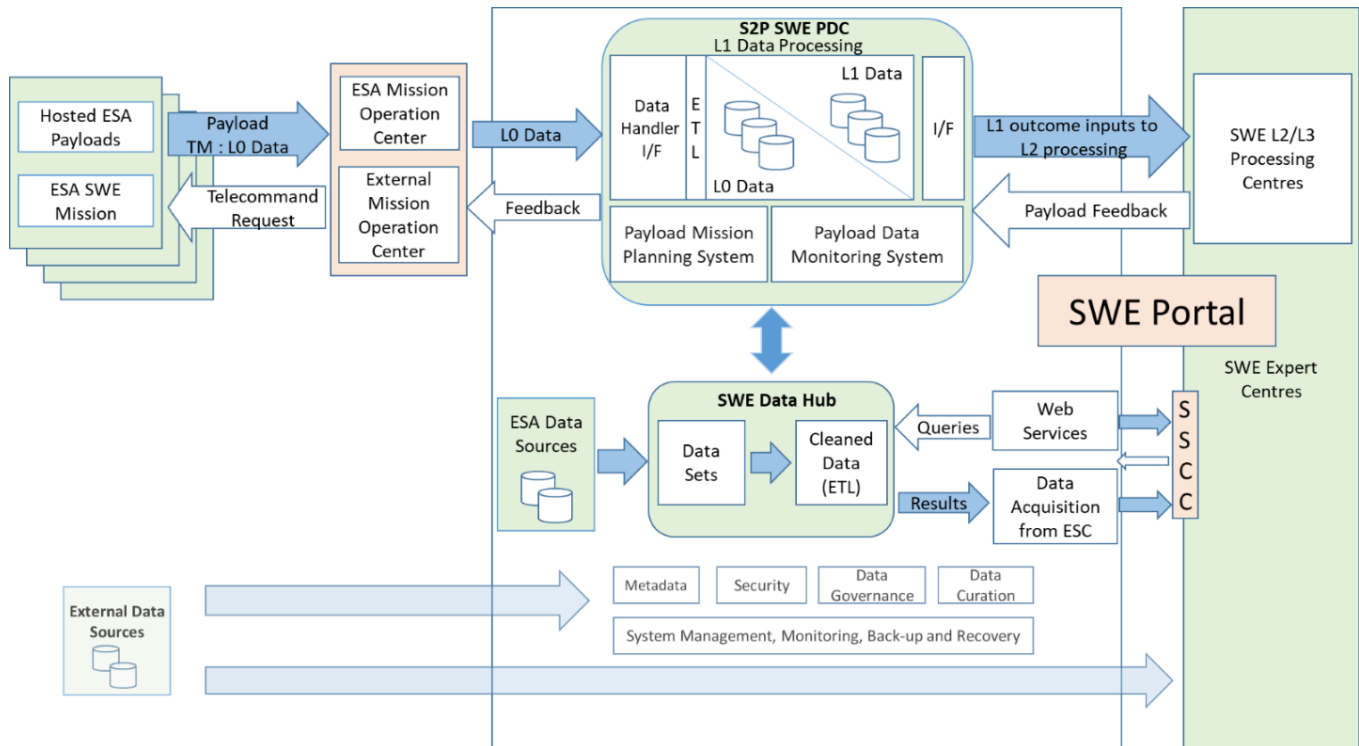 Hosted ESA
Payloads
ESA SWE
Mission
Payload
TM : L0 Data
Telecommand
Request
ESA Mission
Operation
Center
External
Mission
Operation
Center
L0 Data
Feedback
S2P SWE PDC
L1 Data Processing
Data
Handler
I/F
E
T
L
L1 Data
L0 Data
I/F
Payload Mission
Planning System
Payload Data
Monitoring System
L1 outcome inputs to
L2 processing
Payload Feedback
SWE L2/L3
Processing
Centres
SWE Portal
SWE Expert
Centres
ESA Data
Sources
SWE Data Hub
Data
Sets
Cleaned
Data
(ETL)
Queries
Results
Web
Services
Data
Acquisition
from ESC
S
S
C
C
External Data
Sources
Metadata
Security
Data
Governance
Data
Curation
System Management, Monitoring, Back-up and Recovery